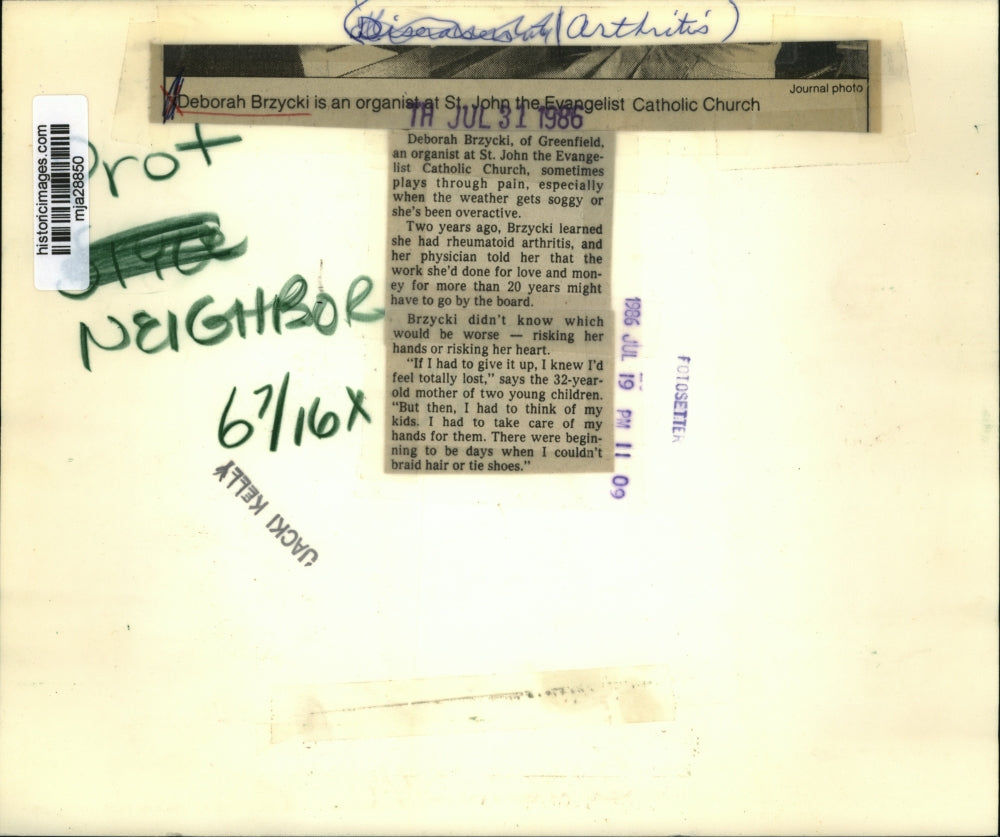 (Arthritis)
Journal photo
Deborah Brzycki is an organist at St. John the Evangelist Catholic Church
TH JUL 31 1986
historicimages.com
mja28850
Prot
NEIGHBOR
6 7/16 X
JACKI KELLY
Deborah Brzycki, of Greenfield,
an organist at St. John the Evange-
list Catholic Church, sometimes
plays through pain, especially
when the weather gets soggy or
she's been overactive.
Two years ago, Brzycki learned
she had rheumatoid arthritis, and
her physician told her that the
work she'd done for love and mon-
ey for more than 20 years might
have to go by the board.
Brzycki didn't know which
would be worse — risking her
hands or risking her heart.
"If I had to give it up, I knew I'd
feel totally lost," says the 32-year-
old mother of two young children.
"But then, I had to think of my
kids. I had to take care of my
hands for them. There were begin-
ning to be days when I couldn't
braid hair or tie shoes."
1986 JUL 19 PM 11 09
FOTOSETTER